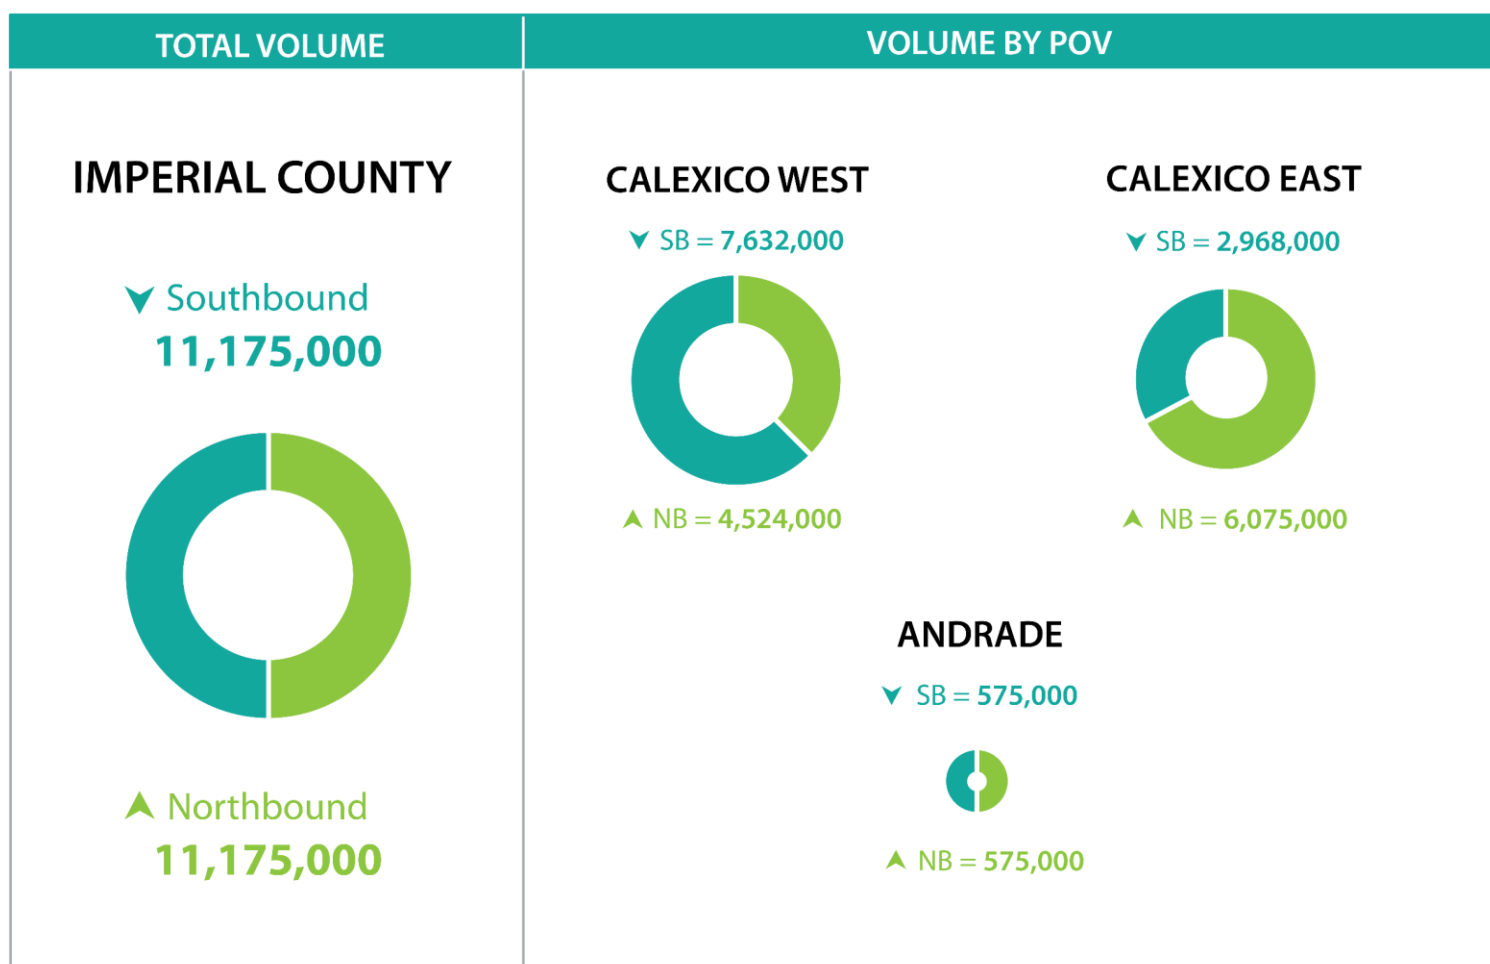 TOTAL VOLUME
VOLUME BY POV
IMPERIAL COUNTY
Southbound
11,175,000
Northbound
11,175,000
CALEXICO WEST
SB = 7,632,000
NB = 4,524,000
CALEXICO EAST
SB = 2,968,000
NB = 6,075,000
ANDRADE
SB = 575,000
NB = 575,000